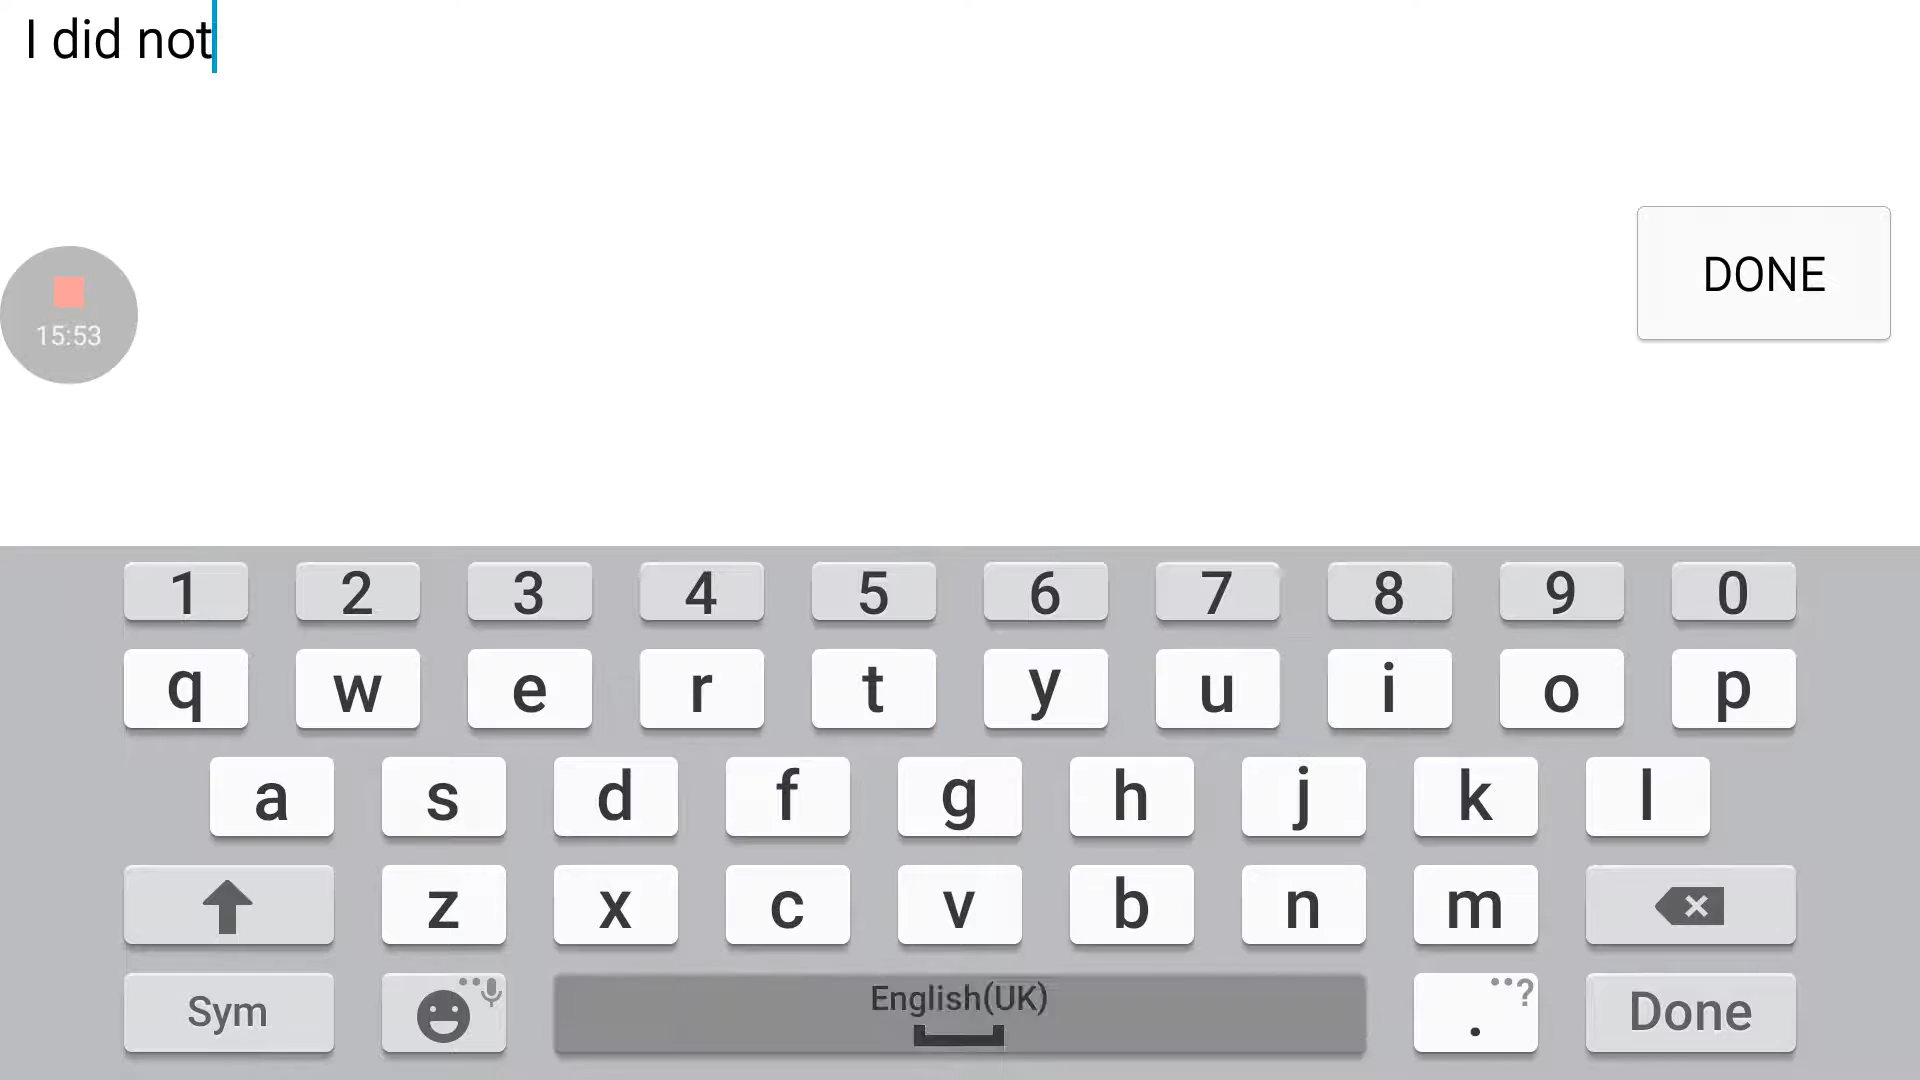 I did not
DONE
15:53
1 2 3 4 5 6 7 8 9 0
q w e r t y u i o p
a s d f g h j k l
z x c v b n m
Sym English(UK) . ? Done